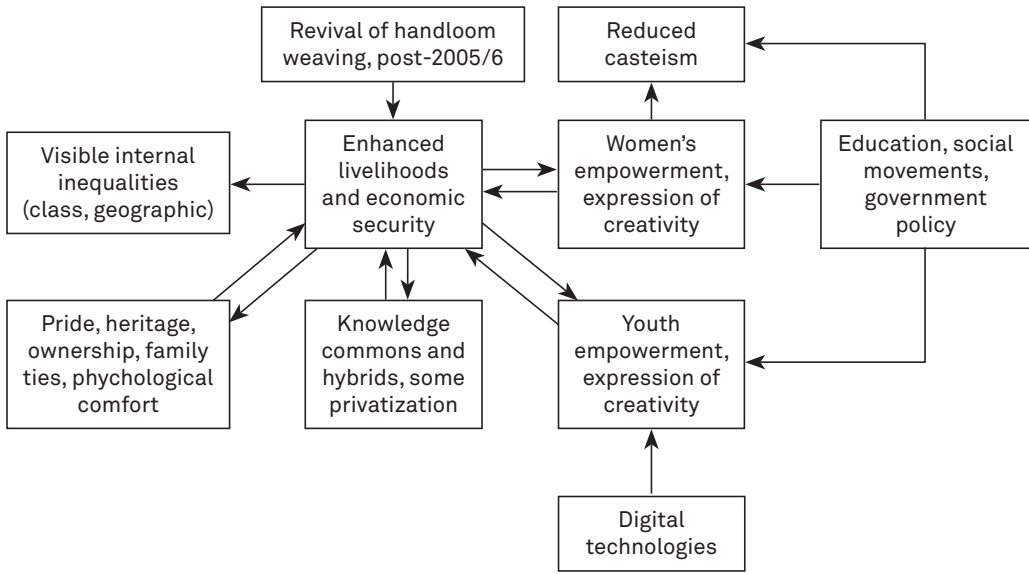 Revival of handloom
weaving, post-2005/6
Reduced
casteism
Visible internal
inequalities
(class, geographic)
Enhanced
livelihoods
and economic
security
Women's
empowerment,
expression of
creativity
Education, social
movements,
government
policy
Pride, heritage,
ownership, family
ties, phychological
comfort
Knowledge
commons and
hybrids, some
privatization
Youth
empowerment,
expression of
creativity
Digital
technologies